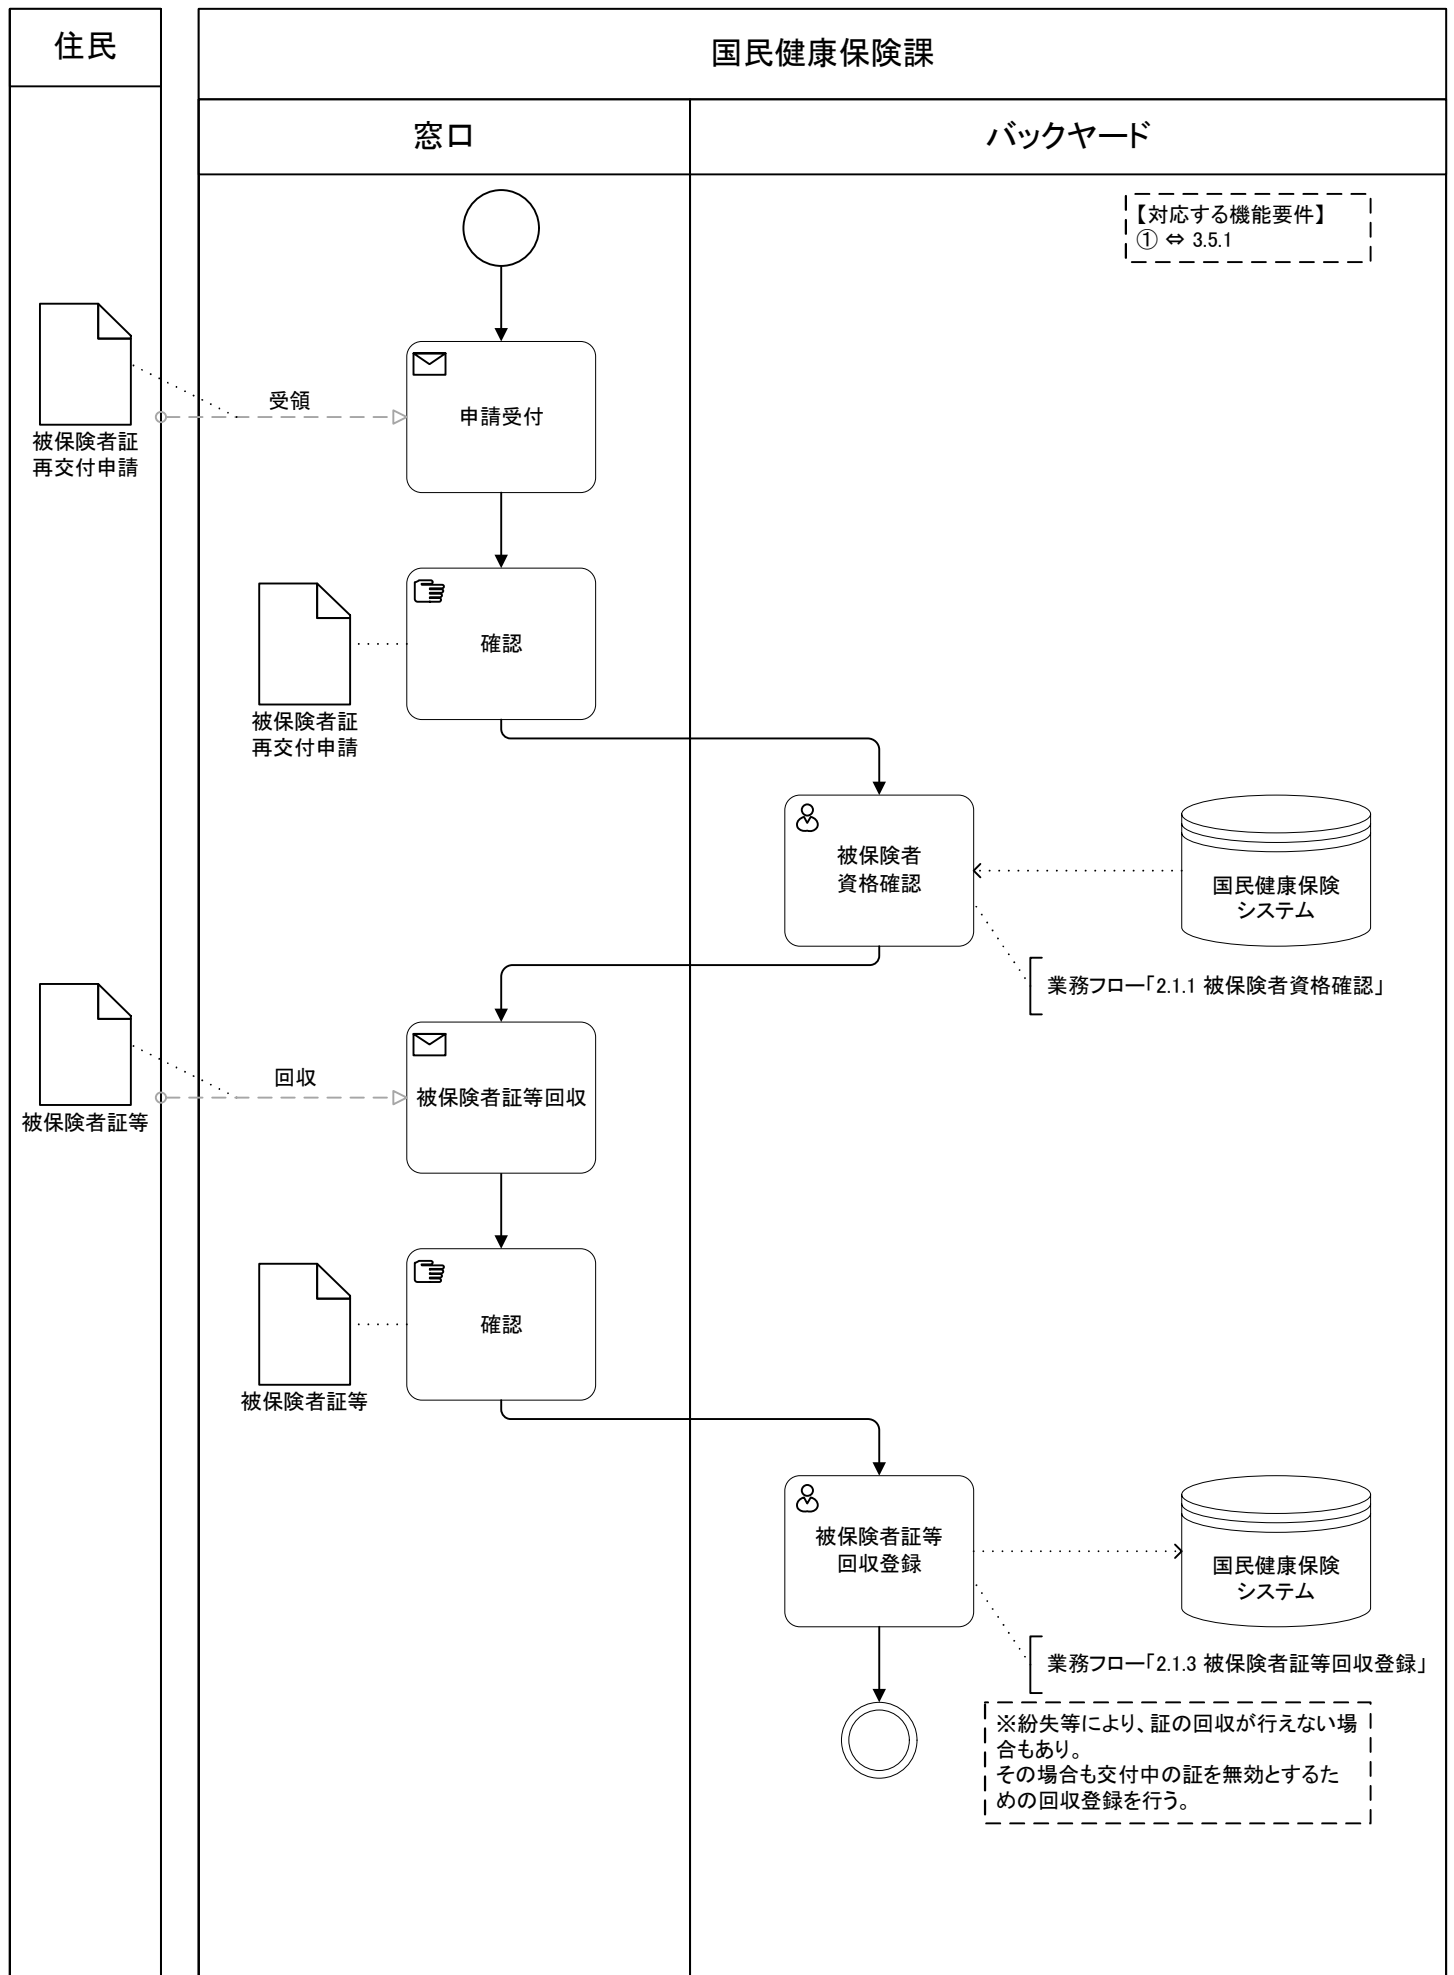 住民
国民健康保険課
窓口
バックヤード
【対応する機能要件】
① ⇔ 3.5.1
受領
申請受付
被保険者証
再交付申請
確認
被保険者証
再交付申請
被保険者
資格確認
国民健康保険
システム
業務フロー「2.1.1 被保険者資格確認」
回収
被保険者証等回収
被保険者証等
確認
被保険者証等
被保険者証等
回収登録
国民健康保険
システム
業務フロー「2.1.3 被保険者証等回収登録」
※紛失等により、証の回収が行えない場
合もあり。
その場合も交付中の証を無効とするた
めの回収登録を行う。